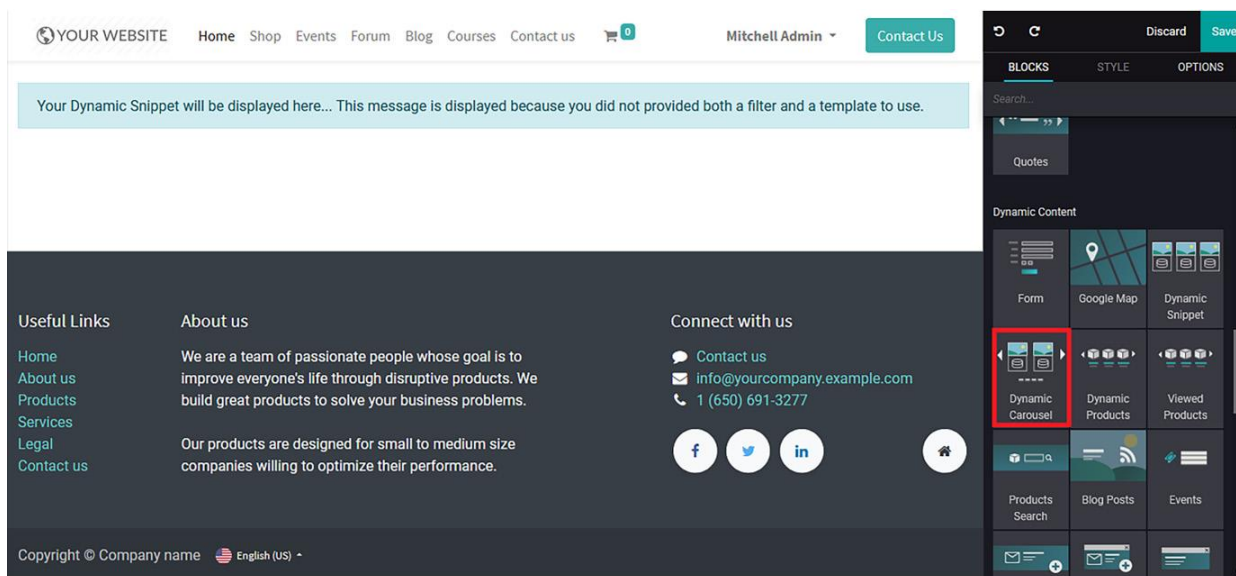 YOUR WEBSITE Home Shop Events Forum Blog Courses Contact us 0 Mitchell Admin Contact Us
Your Dynamic Snippet will be displayed here... This message is displayed because you did not provided both a filter and a template to use.
Useful Links
Home
About us
Products
Services
Legal
Contact us
About us
We are a team of passionate people whose goal is to
improve everyone's life through disruptive products. We
build great products to solve your business problems.
Our products are designed for small to medium size
companies willing to optimize their performance.
Connect with us
Contact us
info@yourcompany.example.com
1 (650) 691-3277
f in
Copyright © Company name English (US)
Discard Save
BLOCKS STYLE OPTIONS
Search...
Quotes
Dynamic Content
Form
Google Map
Dynamic
Snippet
Dynamic
Carousel
Dynamic
Products
Viewed
Products
Products
Search
Blog Posts
Events